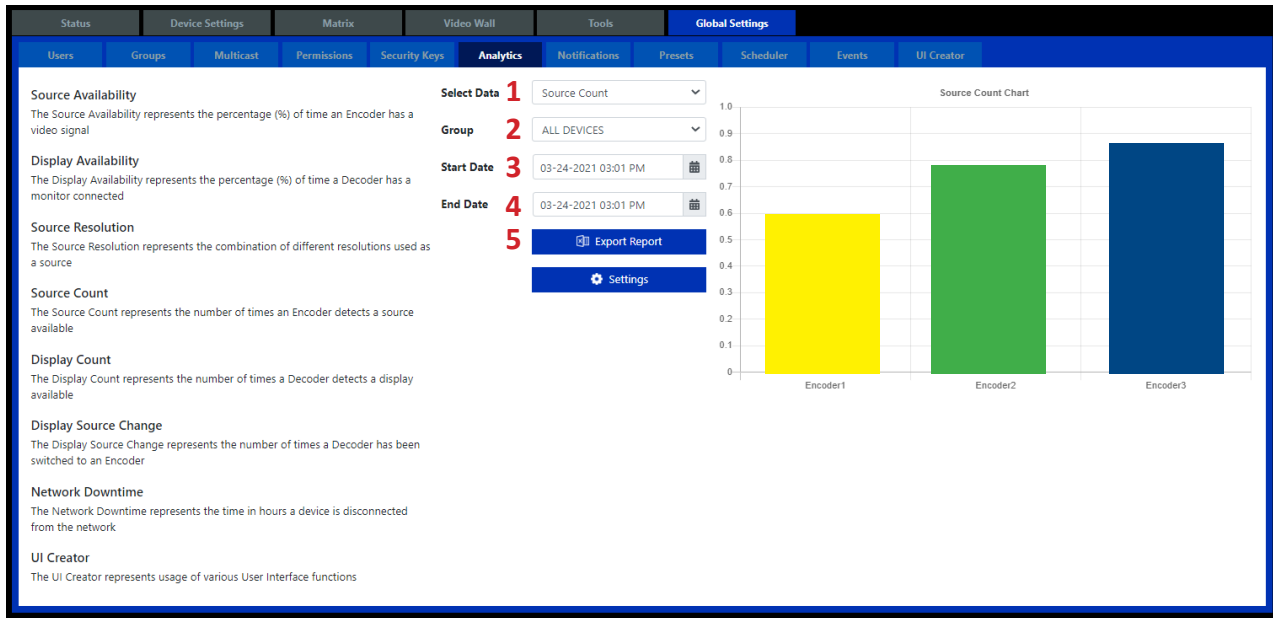 Status Device Settings Matrix Video Wall Tools Global Settings
Users Groups Multicast Permissions Security Keys Analytics Notifications Presets Scheduler Events UI Creator
Source Availability
The Source Availability represents the percentage (%) of time an Encoder has a
video signal
Display Availability
The Display Availability represents the percentage (%) of time a Decoder has a
monitor connected
Source Resolution
The Source Resolution represents the combination of different resolutions used as
a source
Source Count
The Source Count represents the number of times an Encoder detects a source
available
Display Count
The Display Count represents the number of times a Decoder detects a display
available
Display Source Change
The Display Source Change represents the number of times a Decoder has been
switched to an Encoder
Network Downtime
The Network Downtime represents the time in hours a device is disconnected
from the network
UI Creator
The UI Creator represents usage of various User Interface functions
Select Data 1 Source Count
Group 2 ALL DEVICES
Start Date 3 03-24-2021 03:01 PM
End Date 4 03-24-2021 03:01 PM
5 Export Report
Settings
Source Count Chart
1.0
0.9
0.8
0.7
0.6
0.5
0.4
0.3
0.2
0.1
0
Encoder1 Encoder2 Encoder3